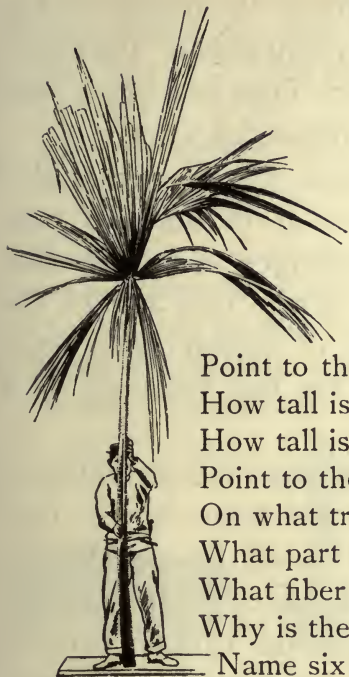 Point to th
How tall is
How tall is
Point to the
On what tr
What part
What fiber
Why is the
Name six